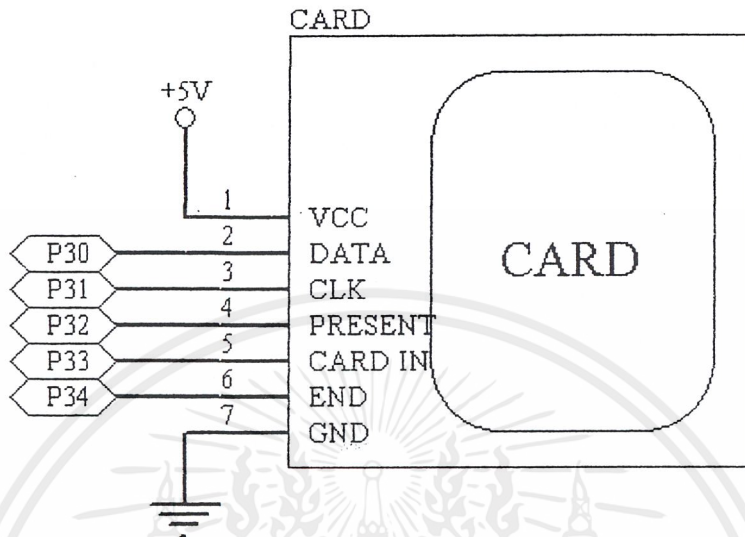 CARD
+5V
1 VCC
P30 2 DATA
P31 3 CLK
P32 4 PRESENT
P33 5 CARD IN
P34 6 END
7 GND
CARD